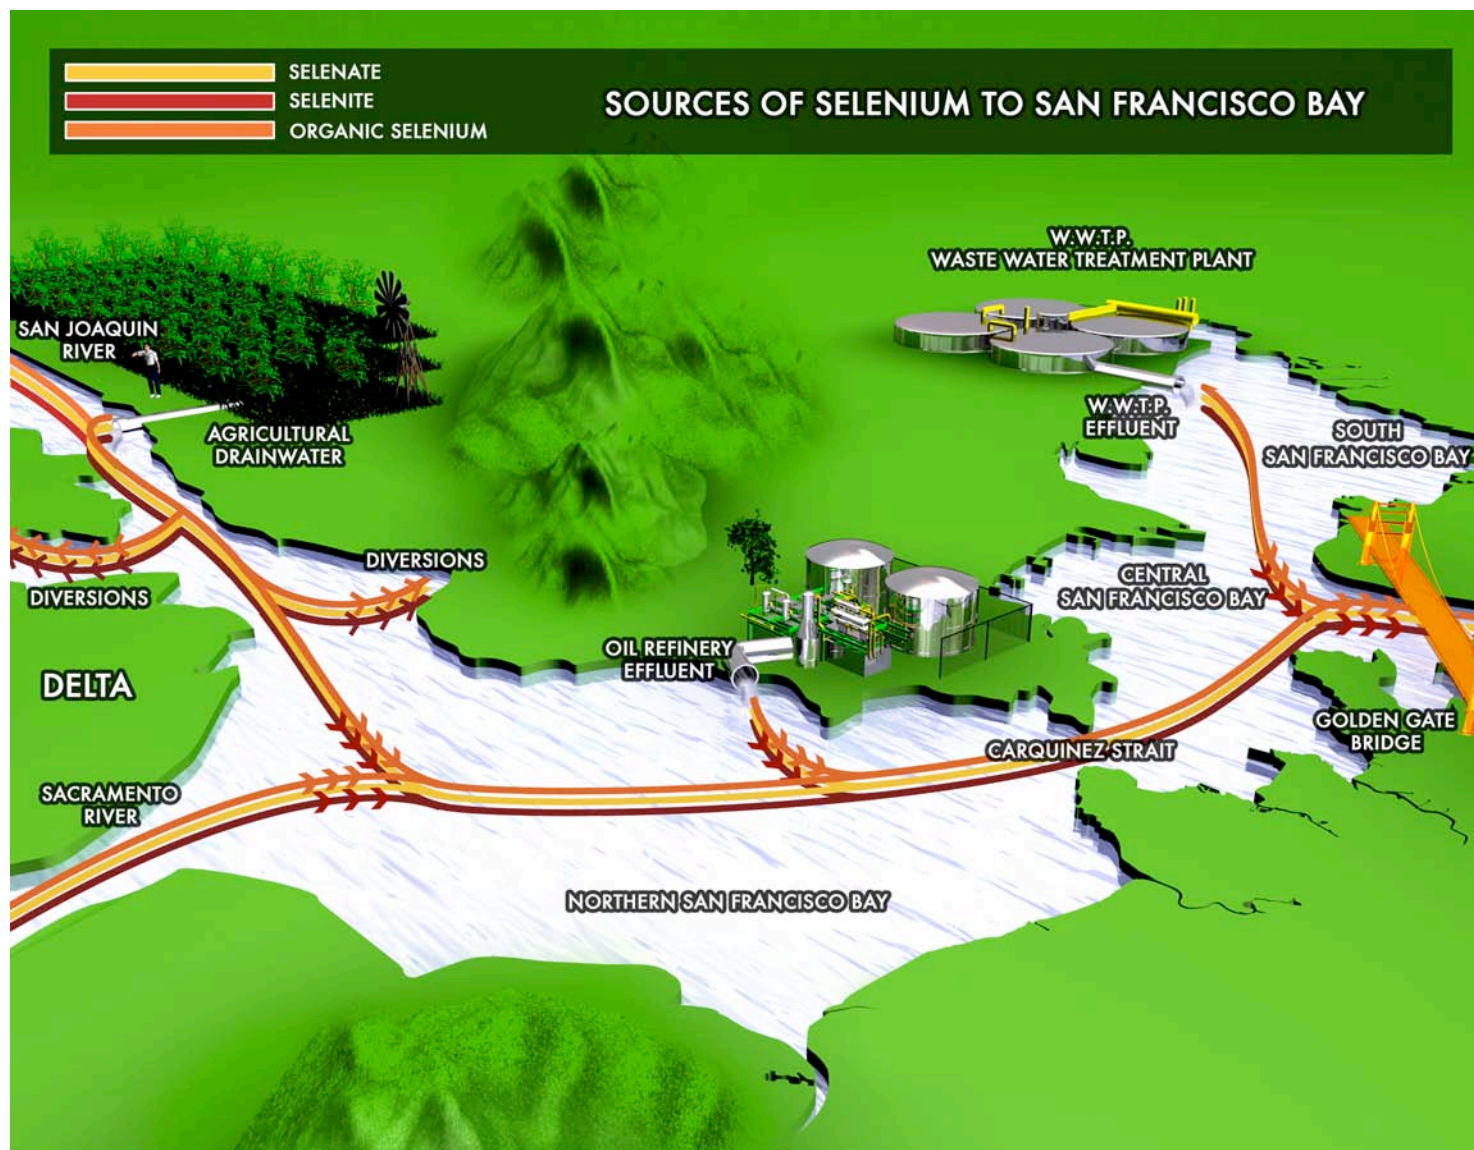 SELENATE
SELENITE
ORGANIC SELENIUM
SOURCES OF SELENIUM TO SAN FRANCISCO BAY
W.W.T.P.
WASTE WATER TREATMENT PLANT
SAN JOAQUIN
RIVER
AGRICULTURAL
DRAINWATER
W.W.T.P.
EFFLUENT
SOUTH
SAN FRANCISCO BAY
DIVERSIONS
DIVERSIONS
CENTRAL
SAN FRANCISCO BAY
OIL REFINERY
EFFLUENT
DELTA
GOLDEN GATE
BRIDGE
CARQUINEZ STRAIT
SACRAMENTO
RIVER
NORTHERN SAN FRANCISCO BAY